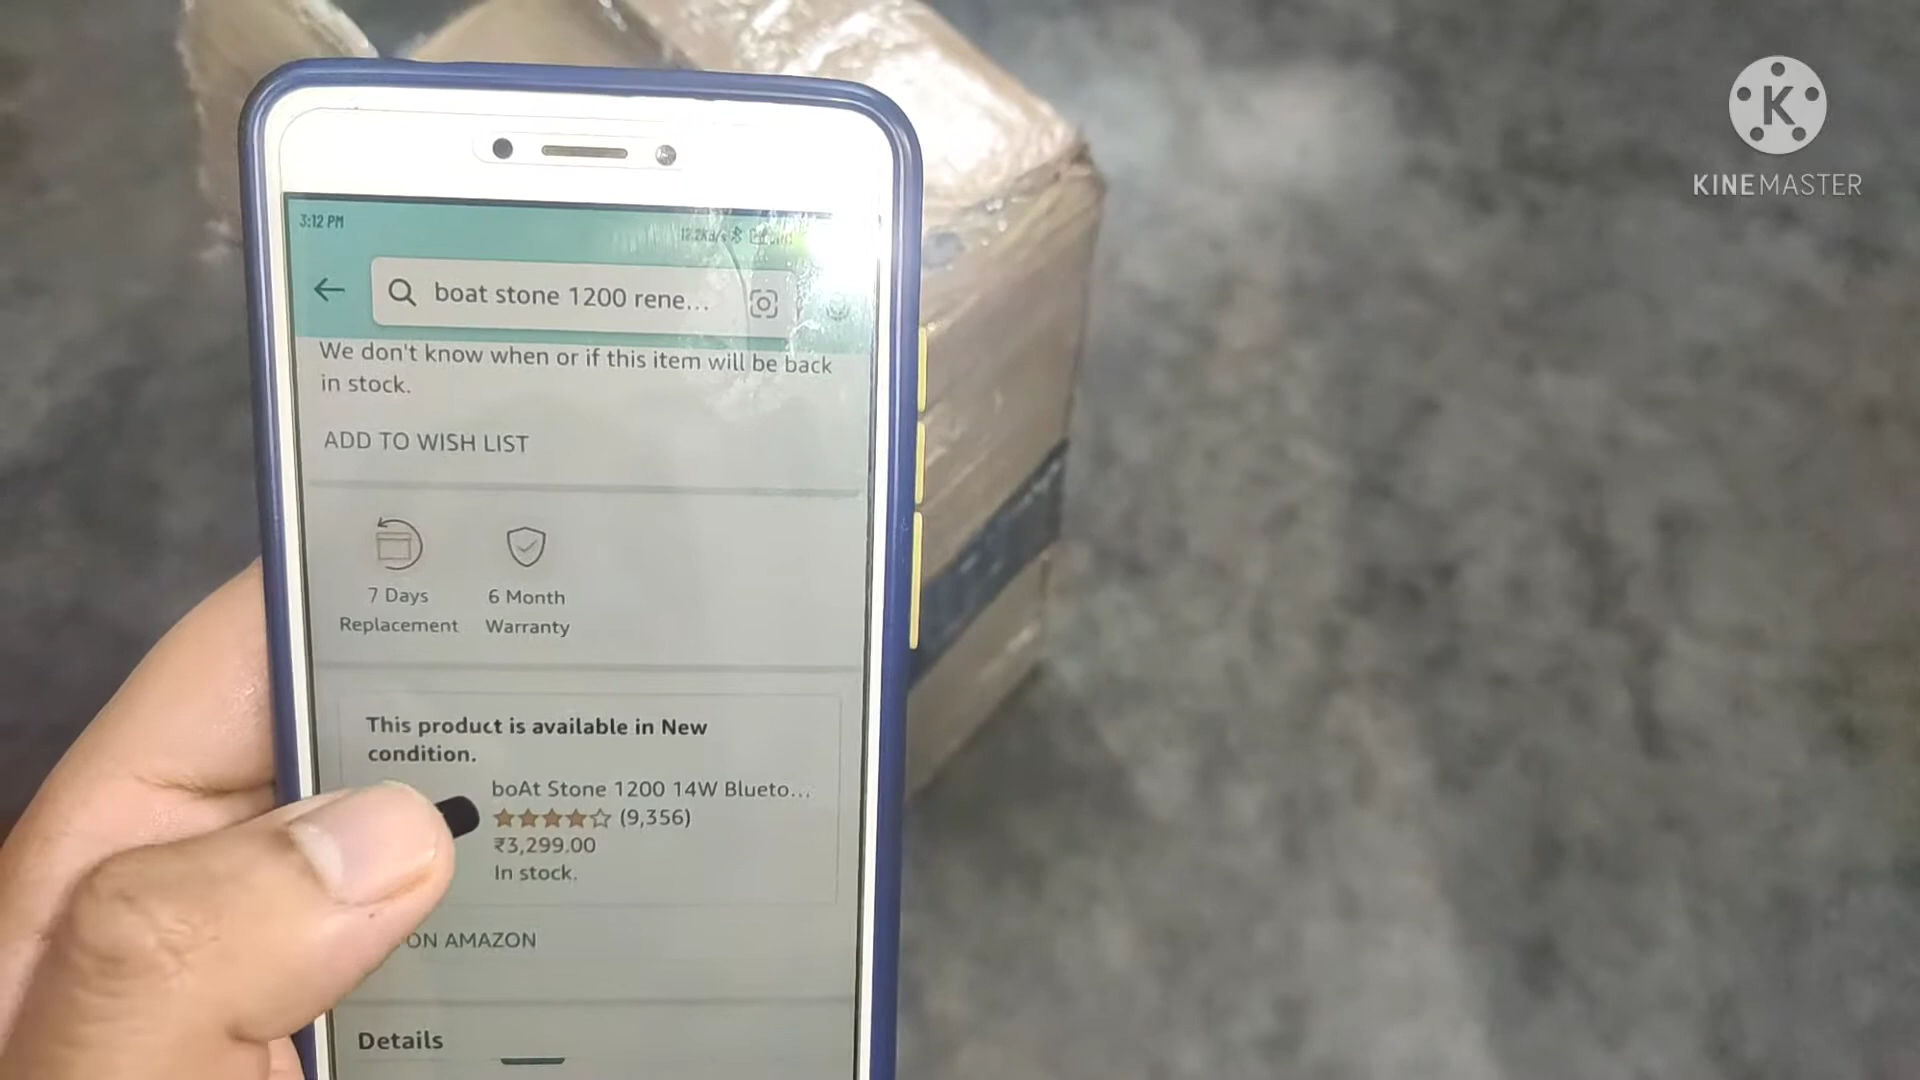 3:12 PM
boat stone 1200 rene...
We don't know when or if this item will be back
in stock.
ADD TO WISH LIST
7 Days
Replacement
6 Month
Warranty
This product is available in New
condition.
boAt Stone 1200 14W Blueto...
(9,356)
₹3,299.00
In stock.
ON AMAZON
Details
K
KINEMASTER